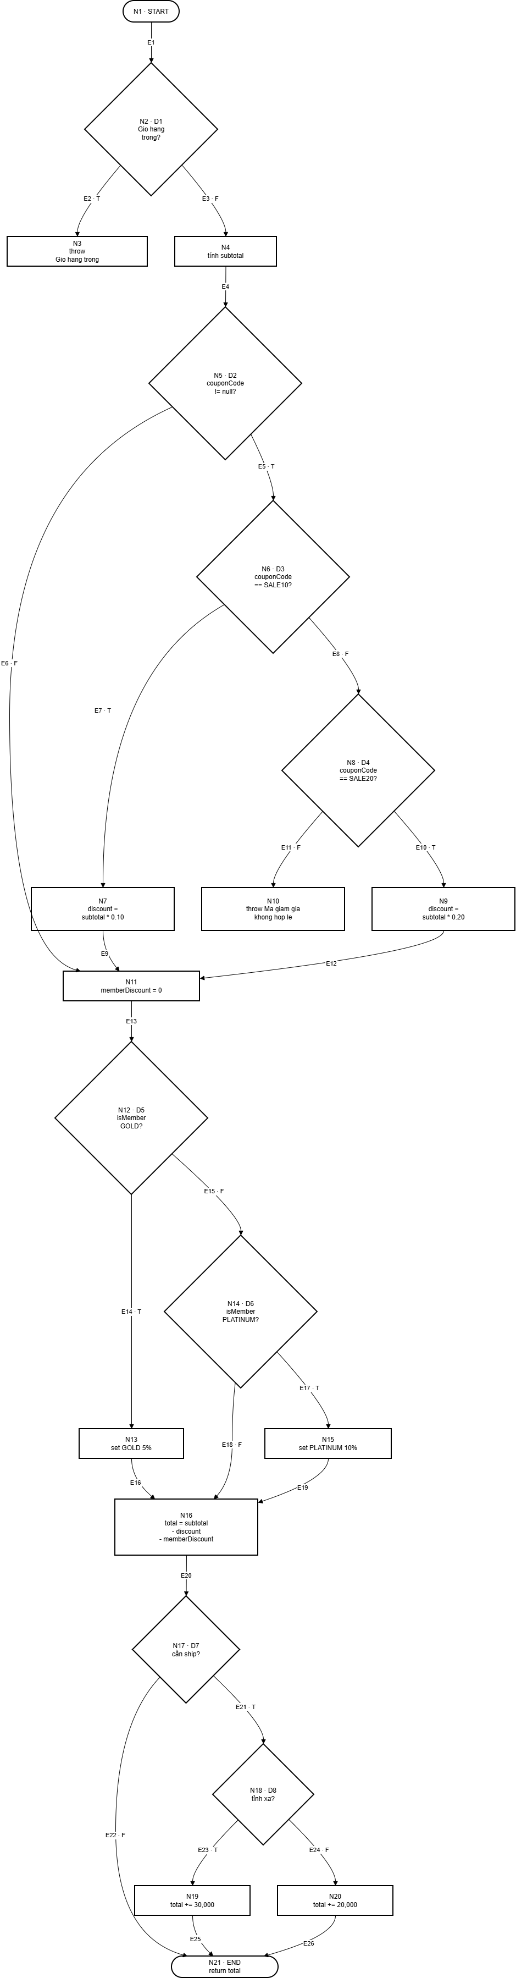 N1 - START
E1
N2 - D1
Gio hang
trong?
E2 - T
E3 - F
N3
throw
Gio hang trong
N4
tính subtotal
E4
N5 - D2
couponCode
!= null?
E5 - T
N6 - D3
couponCode
== SALE10?
E6 - F
E8 - F
E7 - T
N8 - D4
couponCode
== SALE20?
E11 - F
E10 - T
N7
discount =
subtotal * 0.10
N10
throw Ma giam gia
khong hop le
N9
discount =
subtotal * 0.20
E9
E12
N11
memberDiscount = 0
E13
N12 - D5
isMember
GOLD?
E15 - F
E14 - T
N14 - D6
isMember
PLATINUM?
E17 - T
N13
set GOLD 5%
E18 - F
N15
set PLATINUM 10%
E16
E19
N16
total = subtotal
- discount
- memberDiscount
E20
N17 - D7
cần ship?
E21 - T
N18 - D8
tỉnh xa?
E22 - F
E23 - T
E24 - F
N19
total += 30,000
N20
total += 20,000
E25
E26
N21 - END
return total